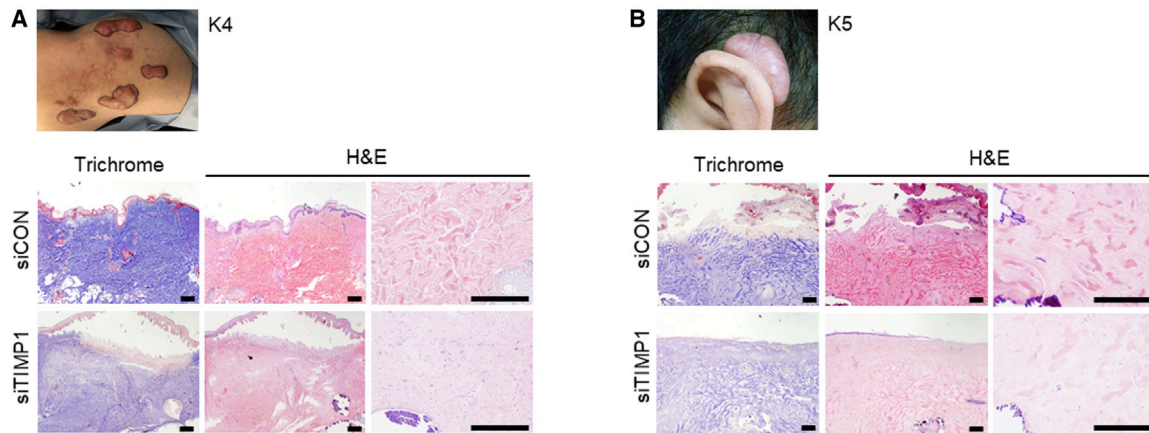 A
K4
Trichrome
H&E
siCON
siTIMP1
B
K5
Trichrome
H&E
siCON
siTIMP1